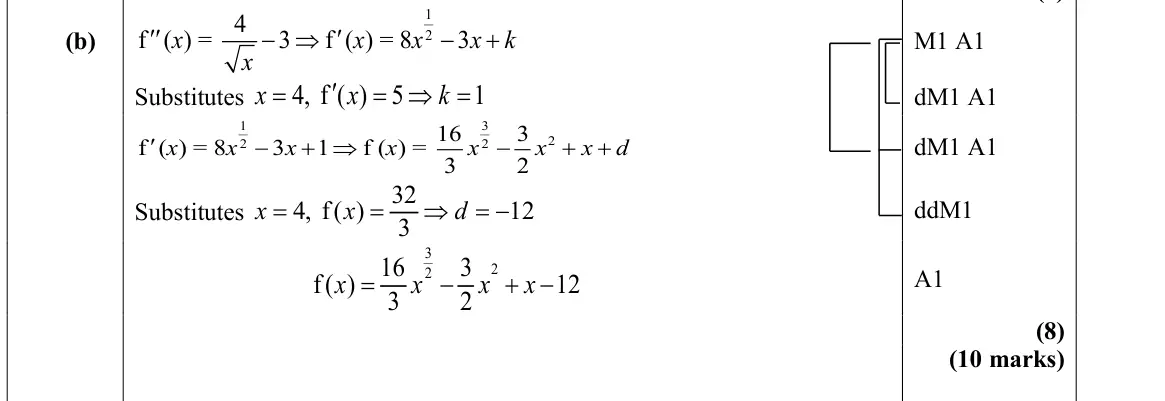 (b) f″(x) = 4/√x − 3 ⇒ f′(x) = 8x^(1/2) − 3x + k M1 A1
Substitutes x = 4, f′(x) = 5 ⇒ k = 1 dM1 A1
f′(x) = 8x^(1/2) − 3x + 1 ⇒ f (x) = 16/3 x^(3/2) − 3/2 x² + x + d dM1 A1
Substitutes x = 4, f(x) = 32/3 ⇒ d = −12 ddM1
f(x) = 16/3 x^(3/2) − 3/2 x² + x − 12 A1
(8)
(10 marks)